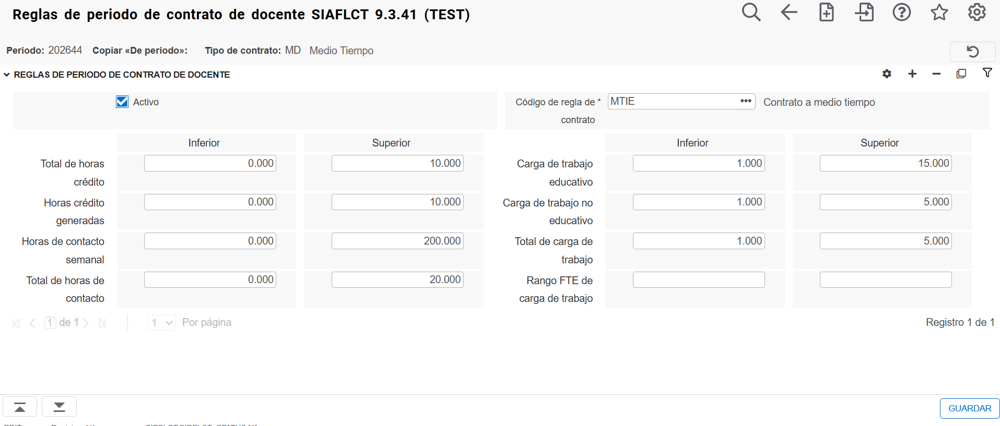 Reglas de periodo de contrato de docente SIAFLCT 9.3.41 (TEST)
Periodo: 202644 Copiar «De periodo»: Tipo de contrato: MD Medio Tiempo
REGLAS DE PERIODO DE CONTRATO DE DOCENTE
Activo
Código de regla de * MTIE ••• Contrato a medio tiempo
contrato
Inferior Superior Inferior Superior
Total de horas 0.000 10.000 Carga de trabajo 1.000 15.000
crédito educativo
Horas crédito 0.000 10.000 Carga de trabajo no 1.000 5.000
generadas educativo
Horas de contacto 0.000 200.000 Total de carga de 1.000 5.000
semanal trabajo
Total de horas de 0.000 20.000 Rango FTE de
contacto carga de trabajo
1 de 1 1 Por página Registro 1 de 1
GUARDAR